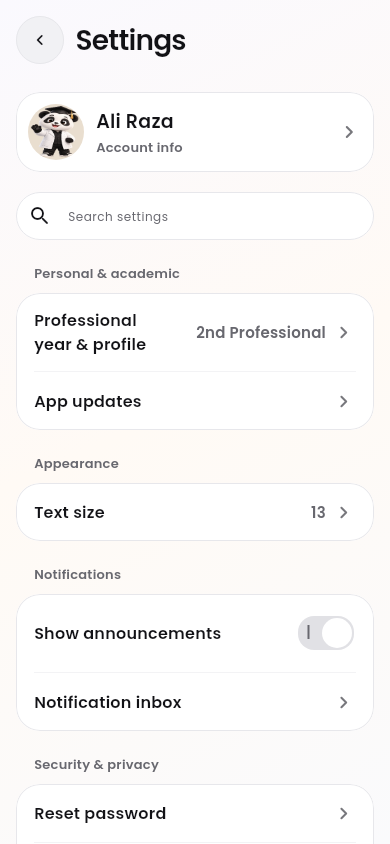 Settings
Ali Raza
Account info
Search settings
Personal & academic
Professional
year & profile
2nd Professional
App updates
Appearance
Text size
13
Notifications
Show announcements
Notification inbox
Security & privacy
Reset password